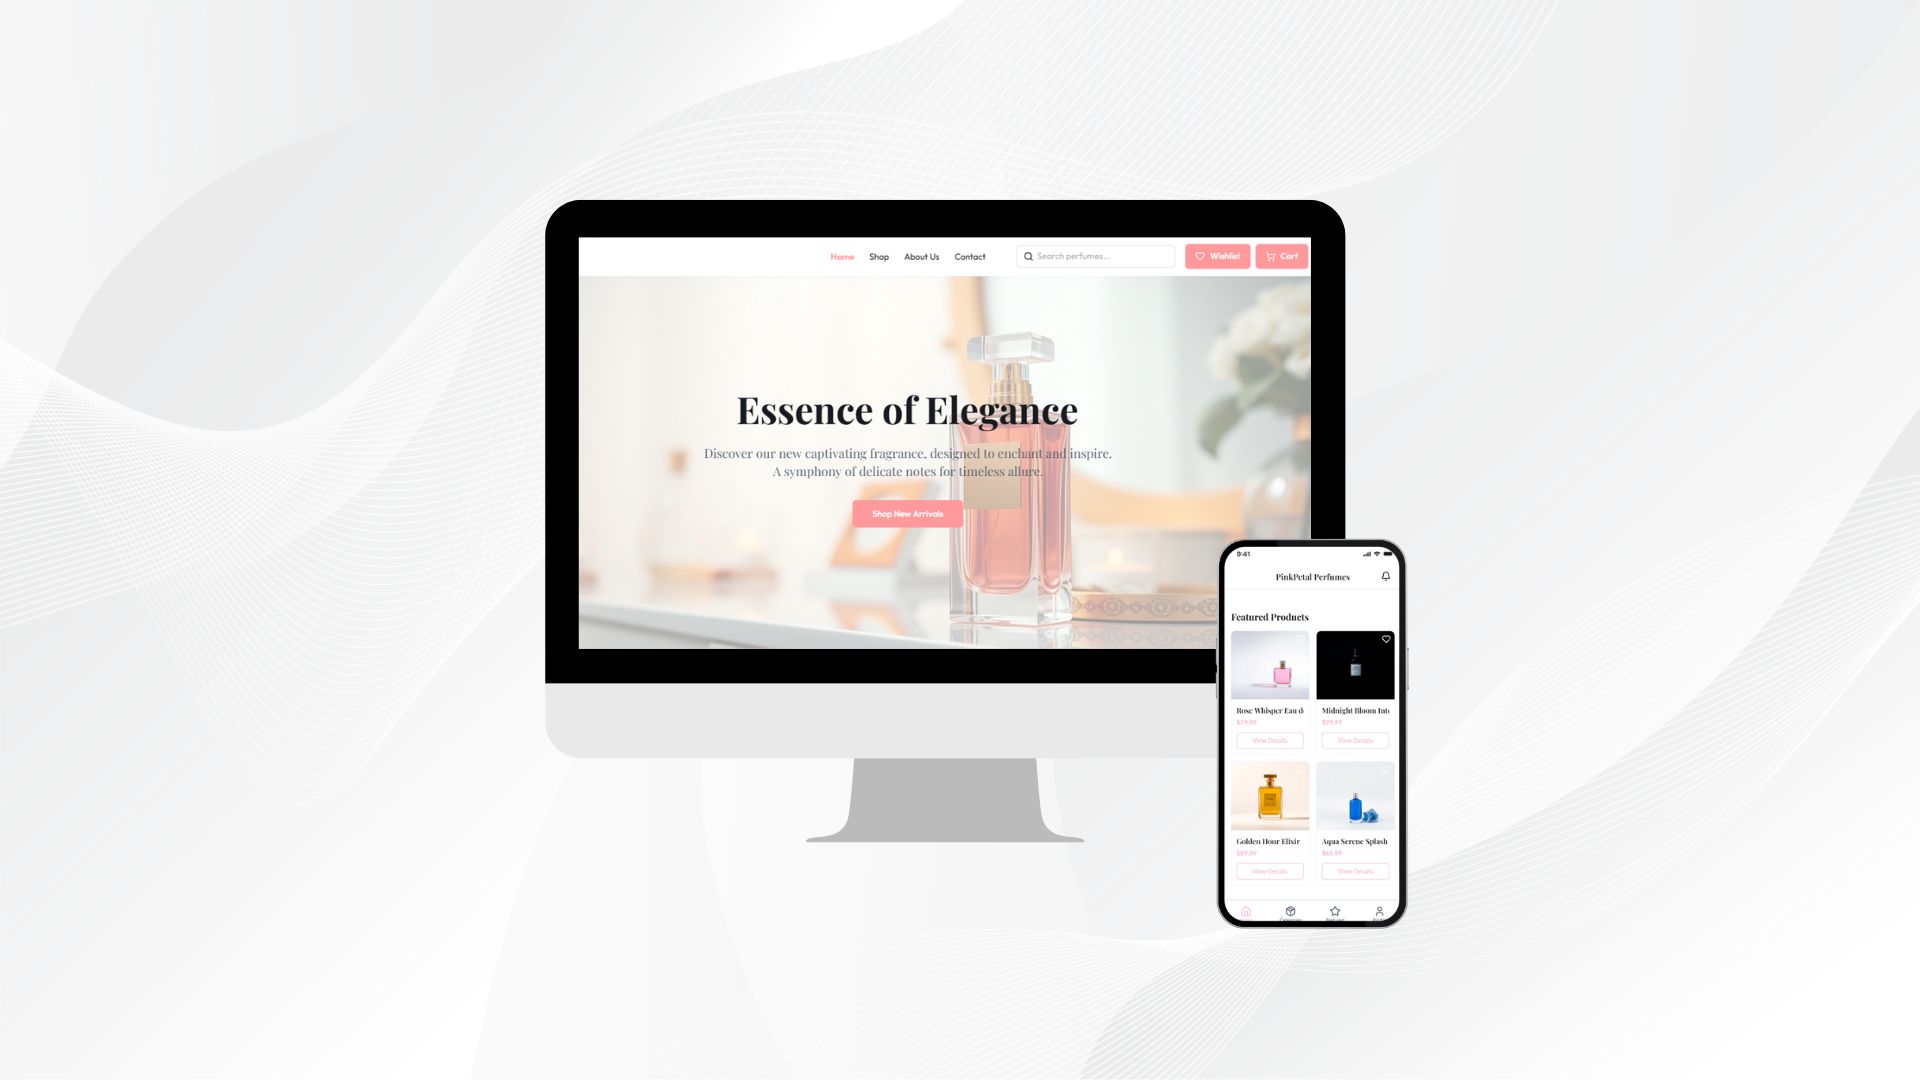 Home Shop About Us Contact Search perfumes... Wishlist Cart
Essence of Elegance
Discover our new captivating fragrance, designed to enchant and inspire.
A symphony of delicate notes for timeless allure.
Shop New Arrivals
9:41
PinkPetal Perfumes
Featured Products
Rose Whisper Eau d Midnight Bloom Int
$79.99 $99.99
View Details View Details
Golden Hour Elixir Aqua Serene Splash
$89.99 $65.99
View Details View Details